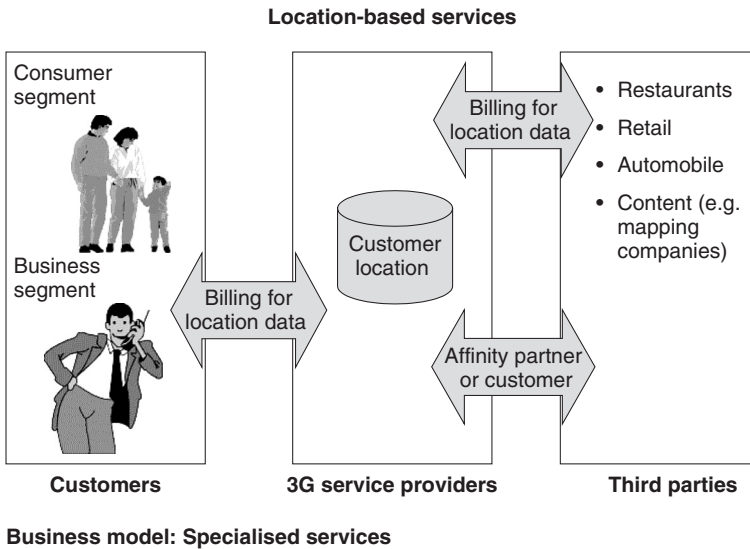 Location-based services
Consumer
segment
Business
segment
Billing for
location data
Customer
location
Billing for
location data
Affinity partner
or customer
• Restaurants
• Retail
• Automobile
• Content (e.g.
mapping
companies)
Customers
3G service providers
Third parties
Business model: Specialised services